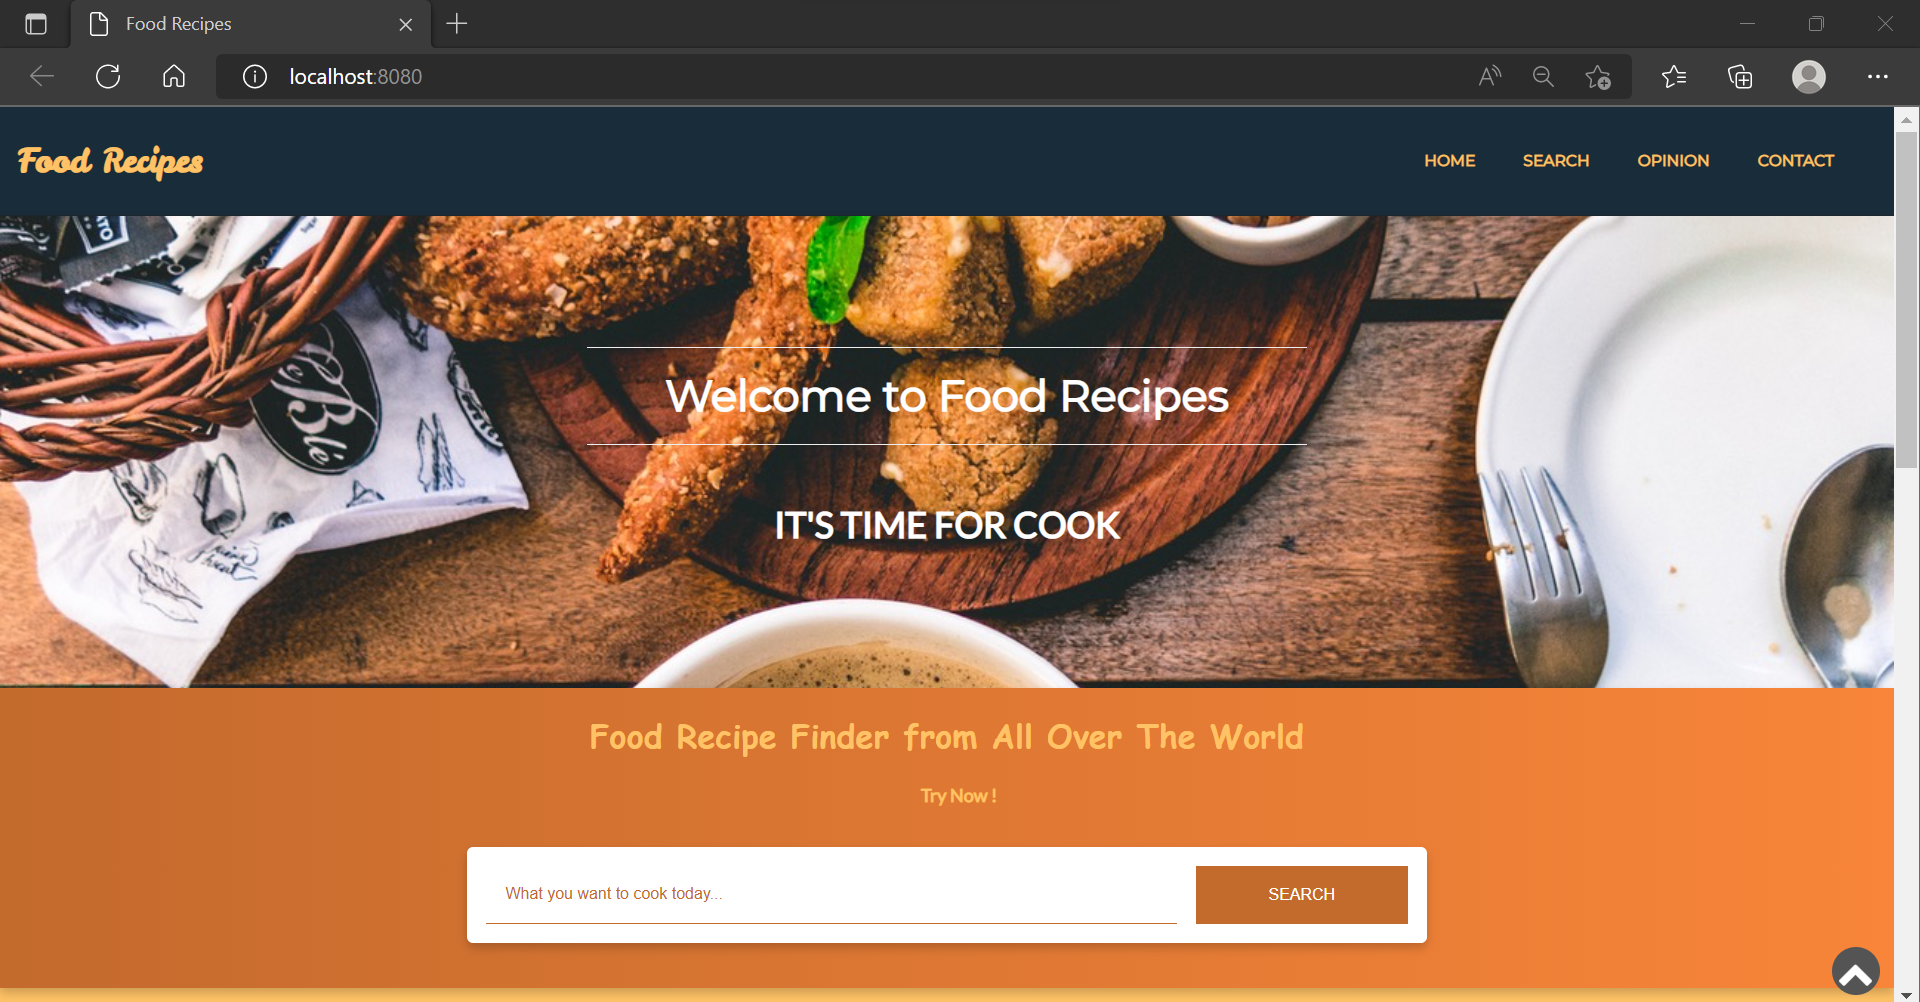 Food Recipes
localhost:8080
Food Recipes
HOME SEARCH OPINION CONTACT
Welcome to Food Recipes
IT'S TIME FOR COOK
Food Recipe Finder from All Over The World
Try Now !
What you want to cook today...
SEARCH